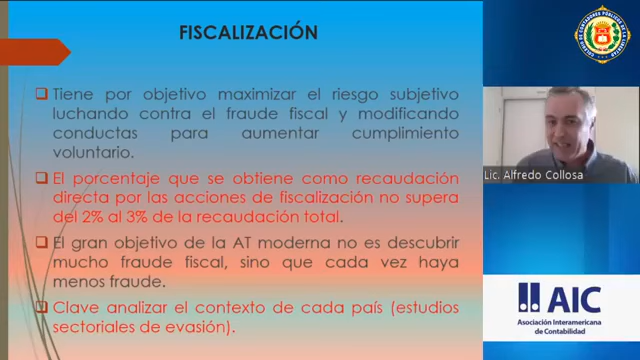 FISCALIZACIÓN
Tiene por objetivo maximizar el riesgo subjetivo
luchando contra el fraude fiscal y modificando
conductas para aumentar cumplimiento
voluntario.
El porcentaje que se obtiene como recaudación
directa por las acciones de fiscalización no supera
del 2% al 3% de la recaudación total.
El gran objetivo de la AT moderna no es descubrir
mucho fraude fiscal, sino que cada vez haya
menos fraude.
Clave analizar el contexto de cada país (estudios
sectoriales de evasión).
Lic. Alfredo Collosa
AIC
Asociación Interamericana
de Contabilidad